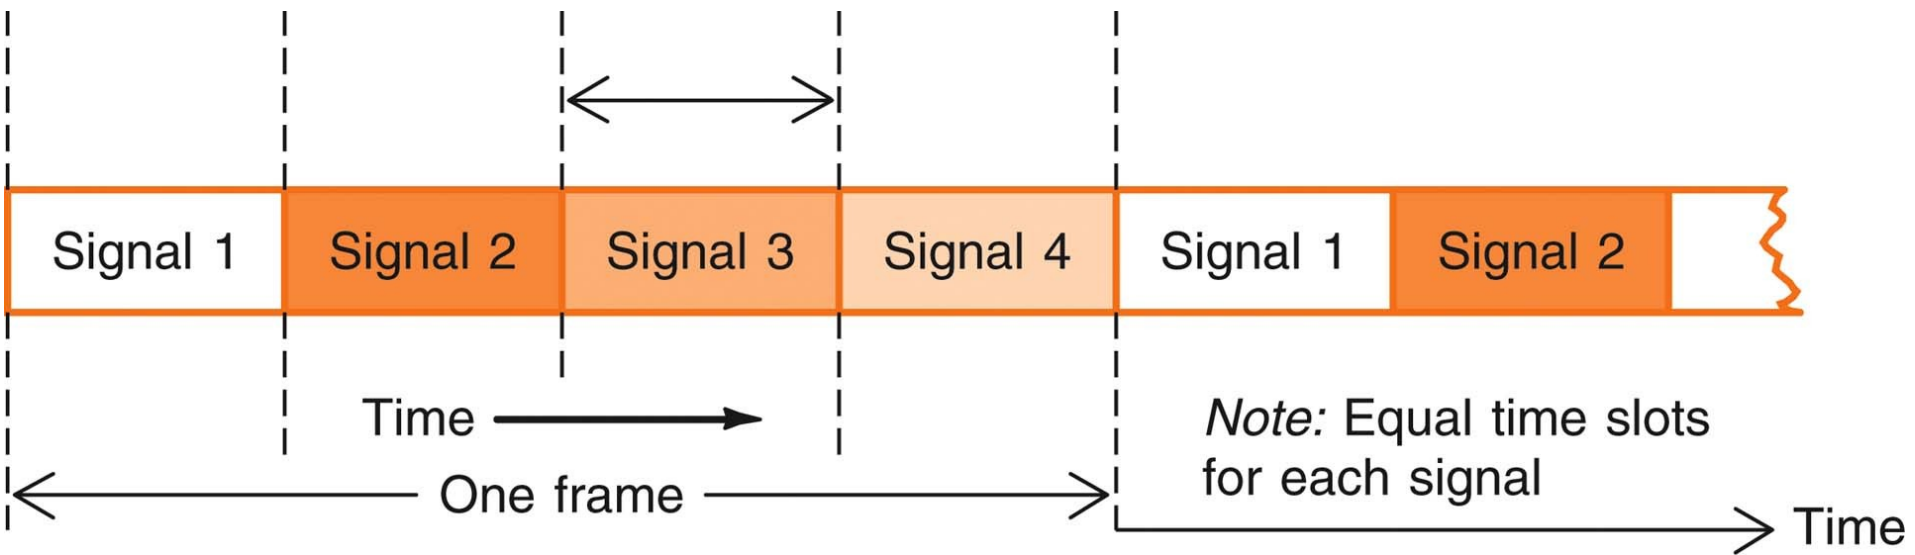 Signal 1
Signal 2
Signal 3
Signal 4
Signal 1
Signal 2
Time
One frame
Note: Equal time slots
for each signal
Time